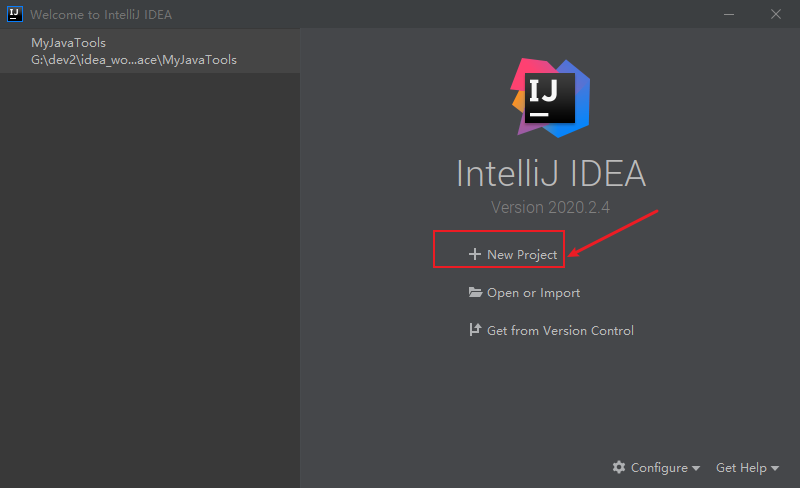 Welcome to IntelliJ IDEA
MyJavaTools
G:\dev2\idea_wo...ace\MyJavaTools
IJ
IntelliJ IDEA
Version 2020.2.4
New Project
Open or Import
Get from Version Control
Configure
Get Help